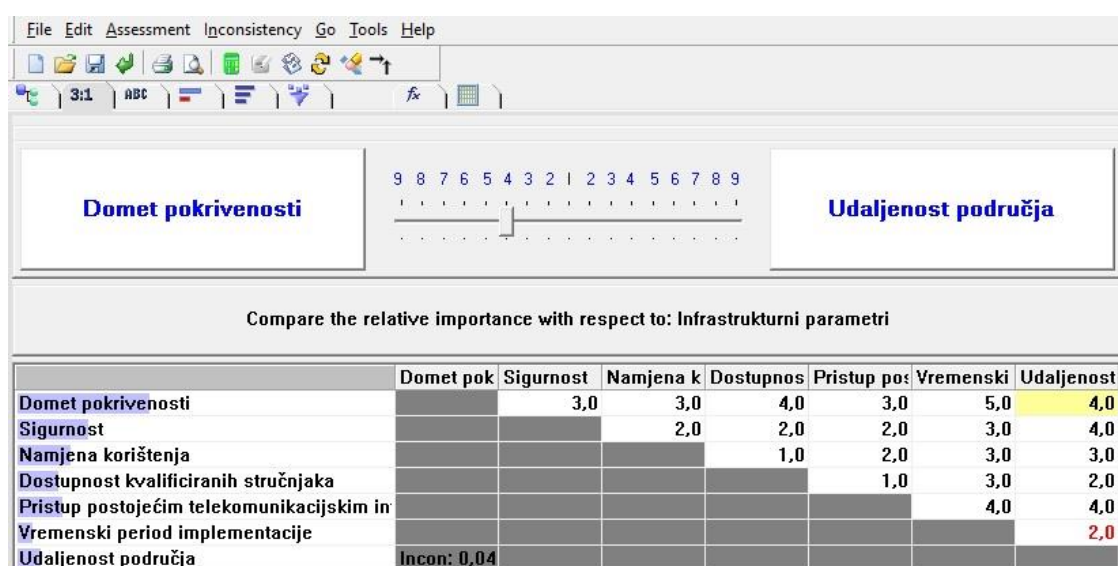 File Edit Assessment Inconsistency Go Tools Help
3:1 ABC fx
9 8 7 6 5 4 3 2 1 2 3 4 5 6 7 8 9
Domet pokrivenosti Udaljenost područja
Compare the relative importance with respect to: Infrastrukturni parametri
Domet pok Sigurnost Namjena k Dostupnos Pristup pos Vremenski Udaljenost
Domet pokrivenosti 3,0 3,0 4,0 3,0 5,0 4,0
Sigurnost 2,0 2,0 2,0 3,0 4,0
Namjena korištenja 1,0 2,0 3,0 3,0
Dostupnost kvalificiranih stručnjaka 1,0 3,0 2,0
Pristup postojećim telekomunikacijskim in 4,0 4,0
Vremenski period implementacije 2,0
Udaljenost područja Incon: 0,04